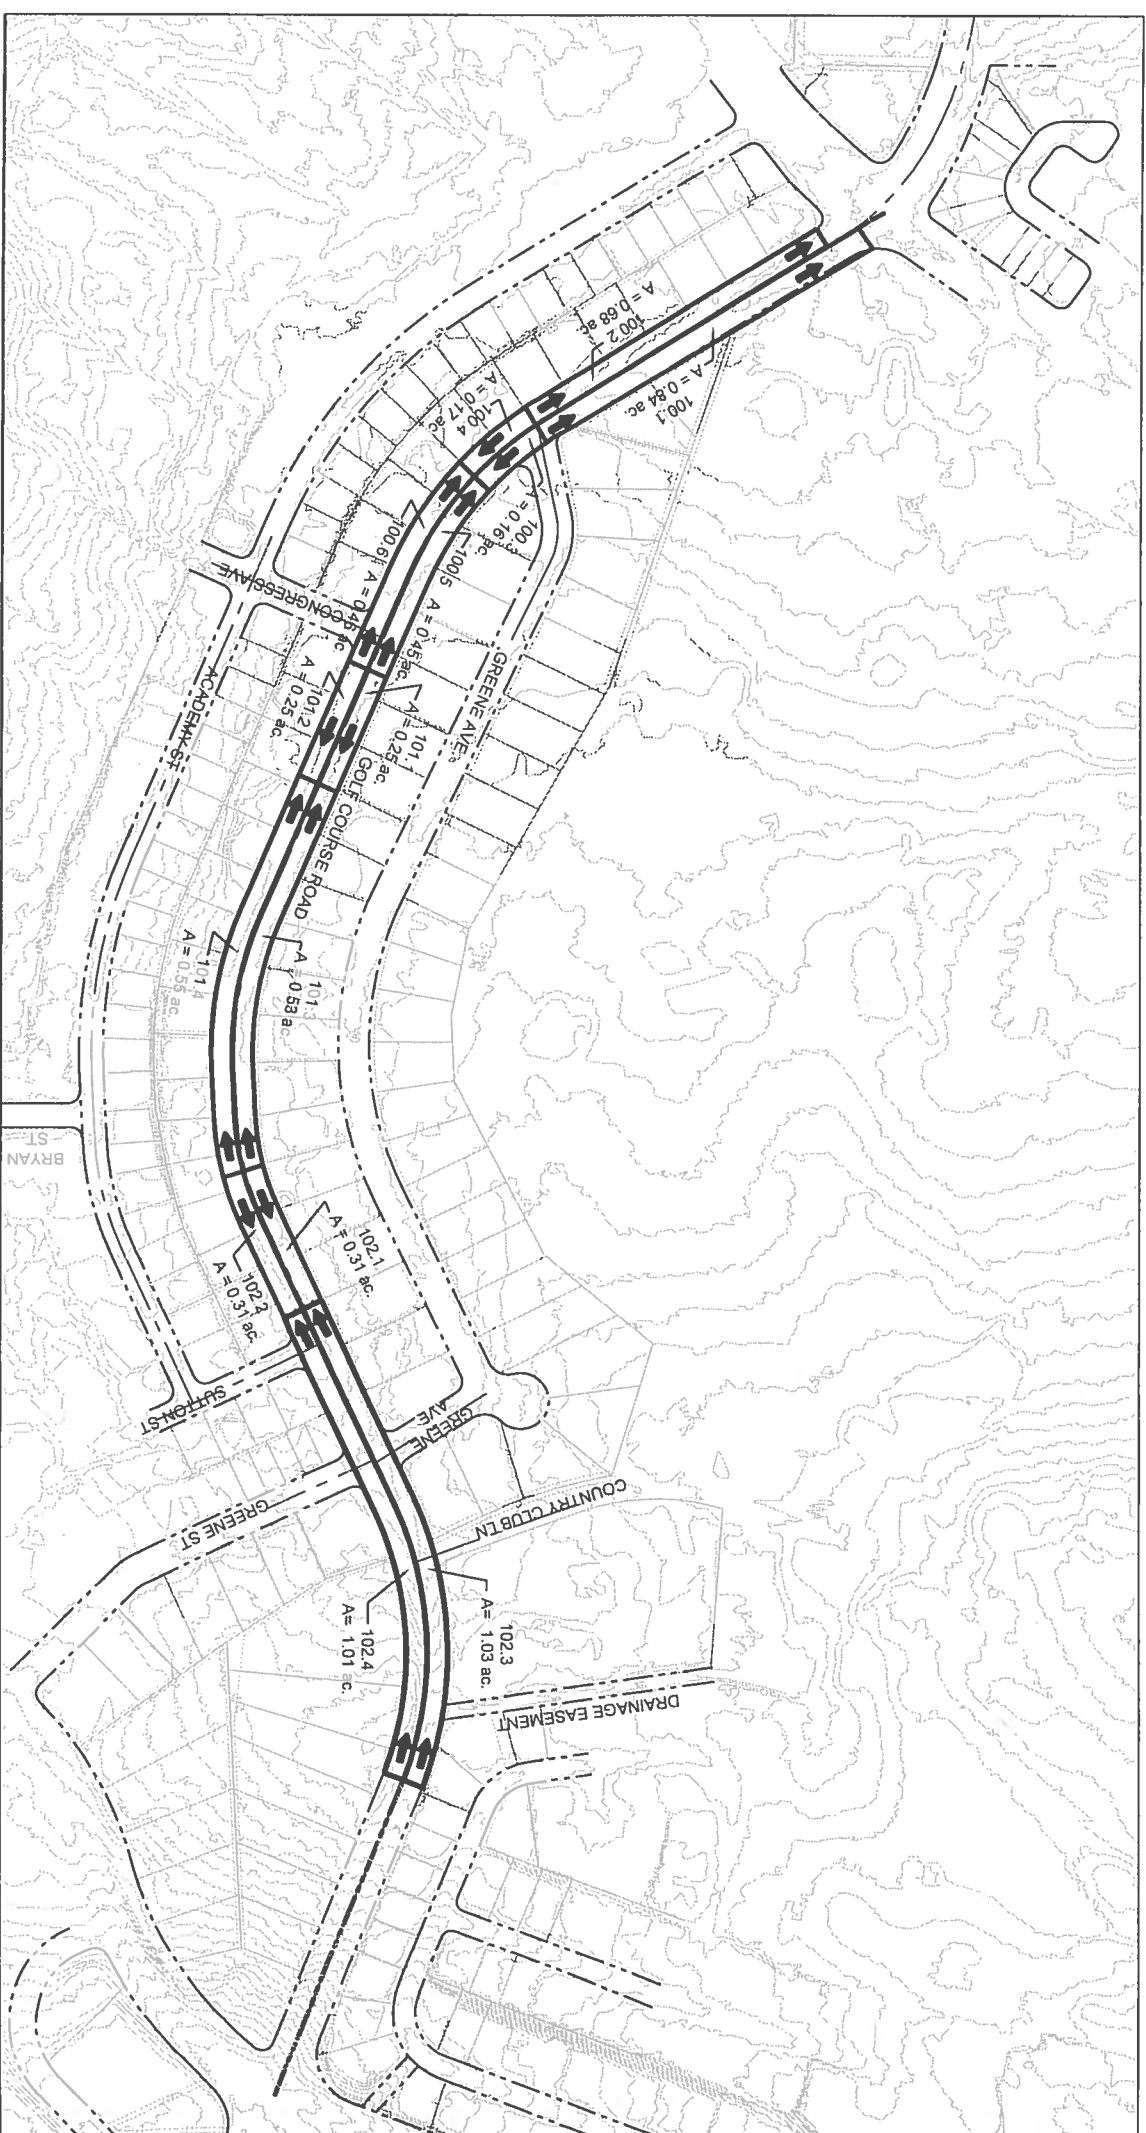 100.2
A = 0.68 ac.
100.1
A = 0.84 ac.
100.4
A = 0.17 ac.
100.3
A = 0.16 ac.
100.6
A = 0.46 ac
100.5
A = 0.45 ac.
CONGRESS AVE
GREENE AVE.
101.2
A = 0.25 ac.
101.1
A = 0.25 ac.
ACADEMY ST
GOLF COURSE ROAD
101.4
A = 0.55 ac.
101.3
A = 0.53 a
BRYAN
ST
102.1
A = 0.31 ac.
102.2
A = 0.31 ac.
SUTTON ST
GREENE
AVE
GREENE ST
COUNTRY CLUB LN
102.3
A= 1.03 ac.
102.4
A= 1.01 ac.
DRAINAGE EASEMENT